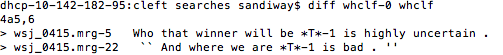 dhcp-10-142-182-95:cleft searches sandiway$ diff whclf-0 whclf
4a5,6
> wsj_0415.mrg-5   Who that winner will be *T*-1 is highly uncertain .
> wsj_0415.mrg-22   `` And where we are *T*-1 is bad . ''